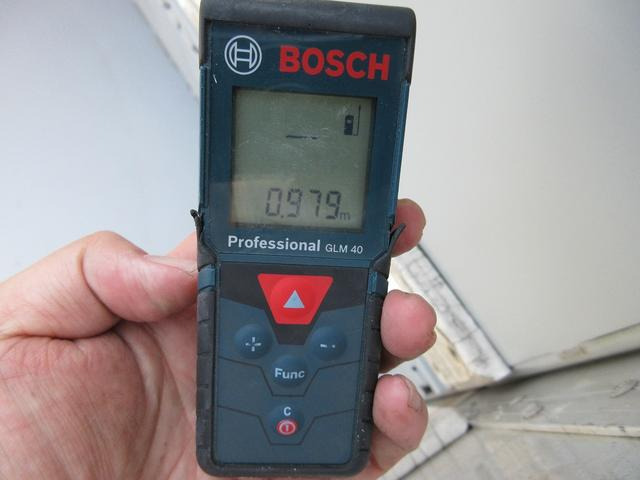 BOSCH
0.979m
Professional GLM 40
Func
C